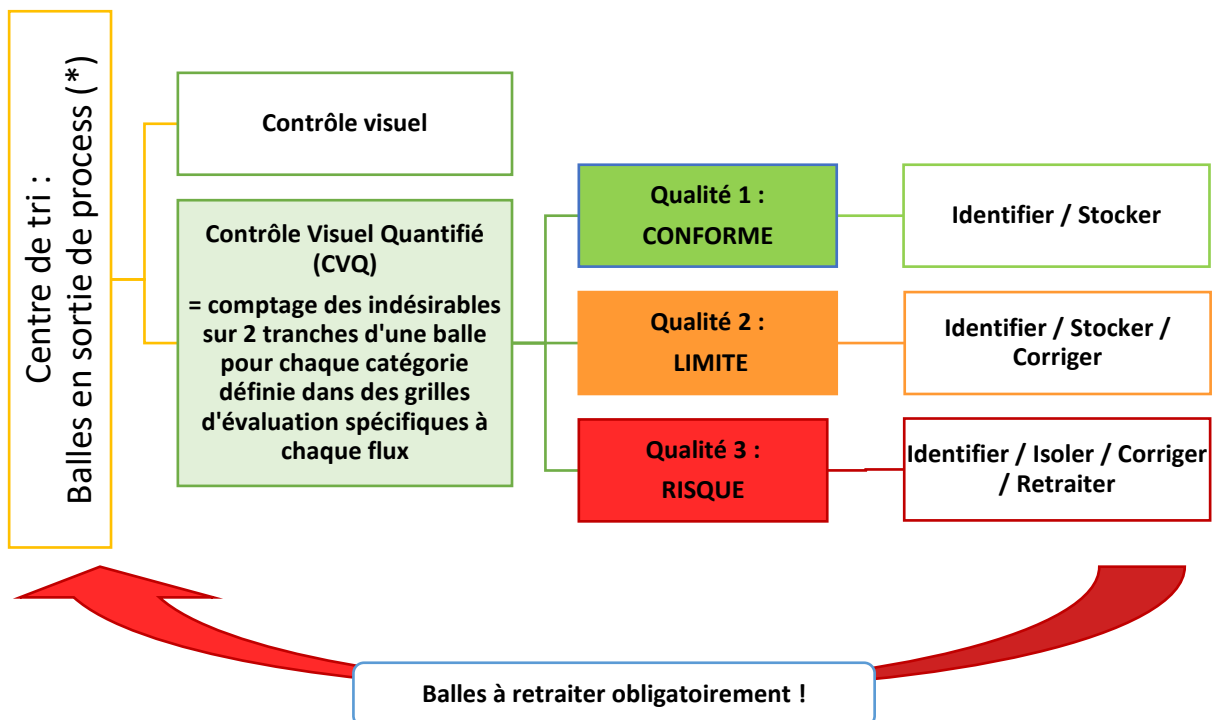 Centre de tri :
Balles en sortie de process (*)
Contrôle visuel
Contrôle Visuel Quantifié
(CVQ)
= comptage des indésirables
sur 2 tranches d'une balle
pour chaque catégorie
définie dans des grilles
d'évaluation spécifiques à
chaque flux
Qualité 1 :
CONFORME
Identifier / Stocker
Qualité 2 :
LIMITE
Identifier / Stocker /
Corriger
Qualité 3 :
RISQUE
Identifier / Isoler / Corriger
/ Retraiter
Balles à retraiter obligatoirement !